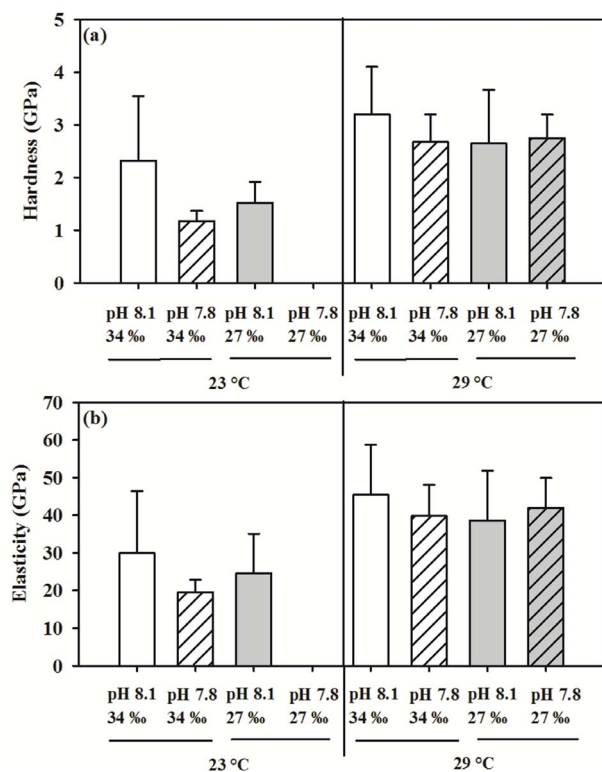 (a)
Hardness (GPa)
5
4
3
2
1
0
pH 8.1 pH 7.8 pH 8.1 pH 7.8 pH 8.1 pH 7.8 pH 8.1 pH 7.8
34 ‰ 34 ‰ 27 ‰ 27 ‰ 34 ‰ 34 ‰ 27 ‰ 27 ‰
23 °C 29 °C
(b)
Elasticity (GPa)
70
60
50
40
30
20
10
0
pH 8.1 pH 7.8 pH 8.1 pH 7.8 pH 8.1 pH 7.8 pH 8.1 pH 7.8
34 ‰ 34 ‰ 27 ‰ 27 ‰ 34 ‰ 34 ‰ 27 ‰ 27 ‰
23 °C 29 °C